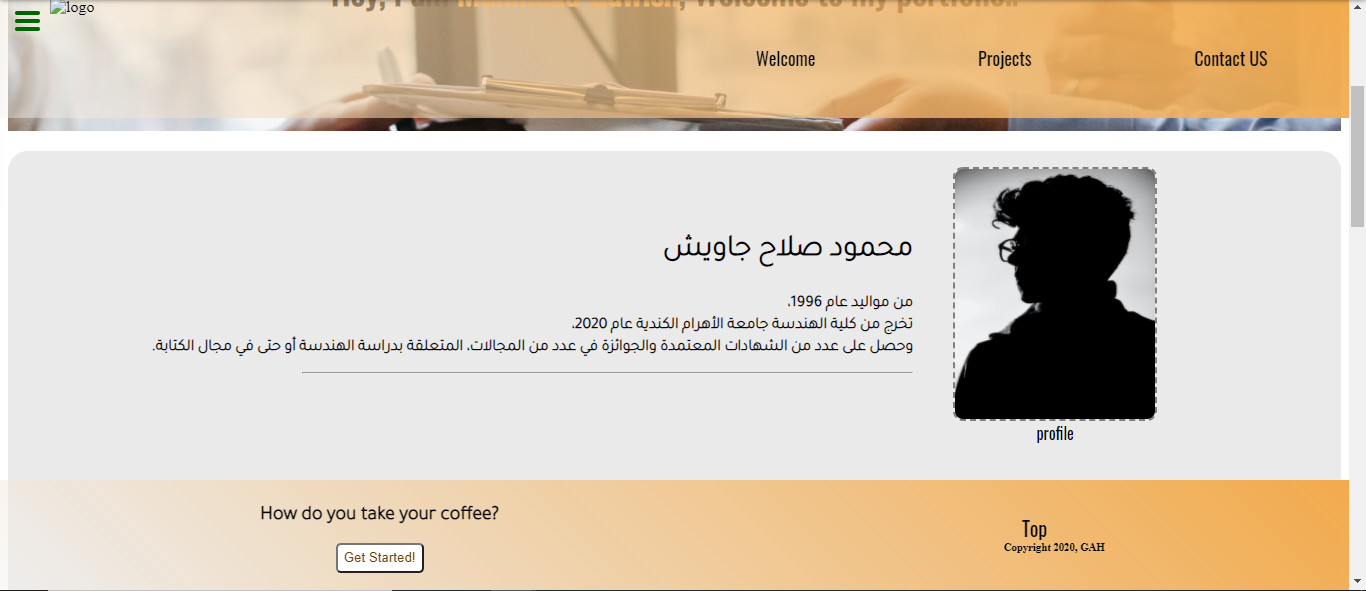 logo
Hey, I am Mahmoud Gawish, Welcome to my portfolio..
Welcome
Projects
Contact US
محمود صلاح جاويش
من مواليد عام 1996،
تخرج من كلية الهندسة جامعة الأهرام الكندية عام 2020،
وحصل على عدد من الشهادات المعتمدة والجوائزة في عدد من المجالات، المتعلقة بدراسة الهندسة أو حتى في مجال الكتابة.
profile
How do you take your coffee?
Get Started!
Top
Copyright 2020, GAH